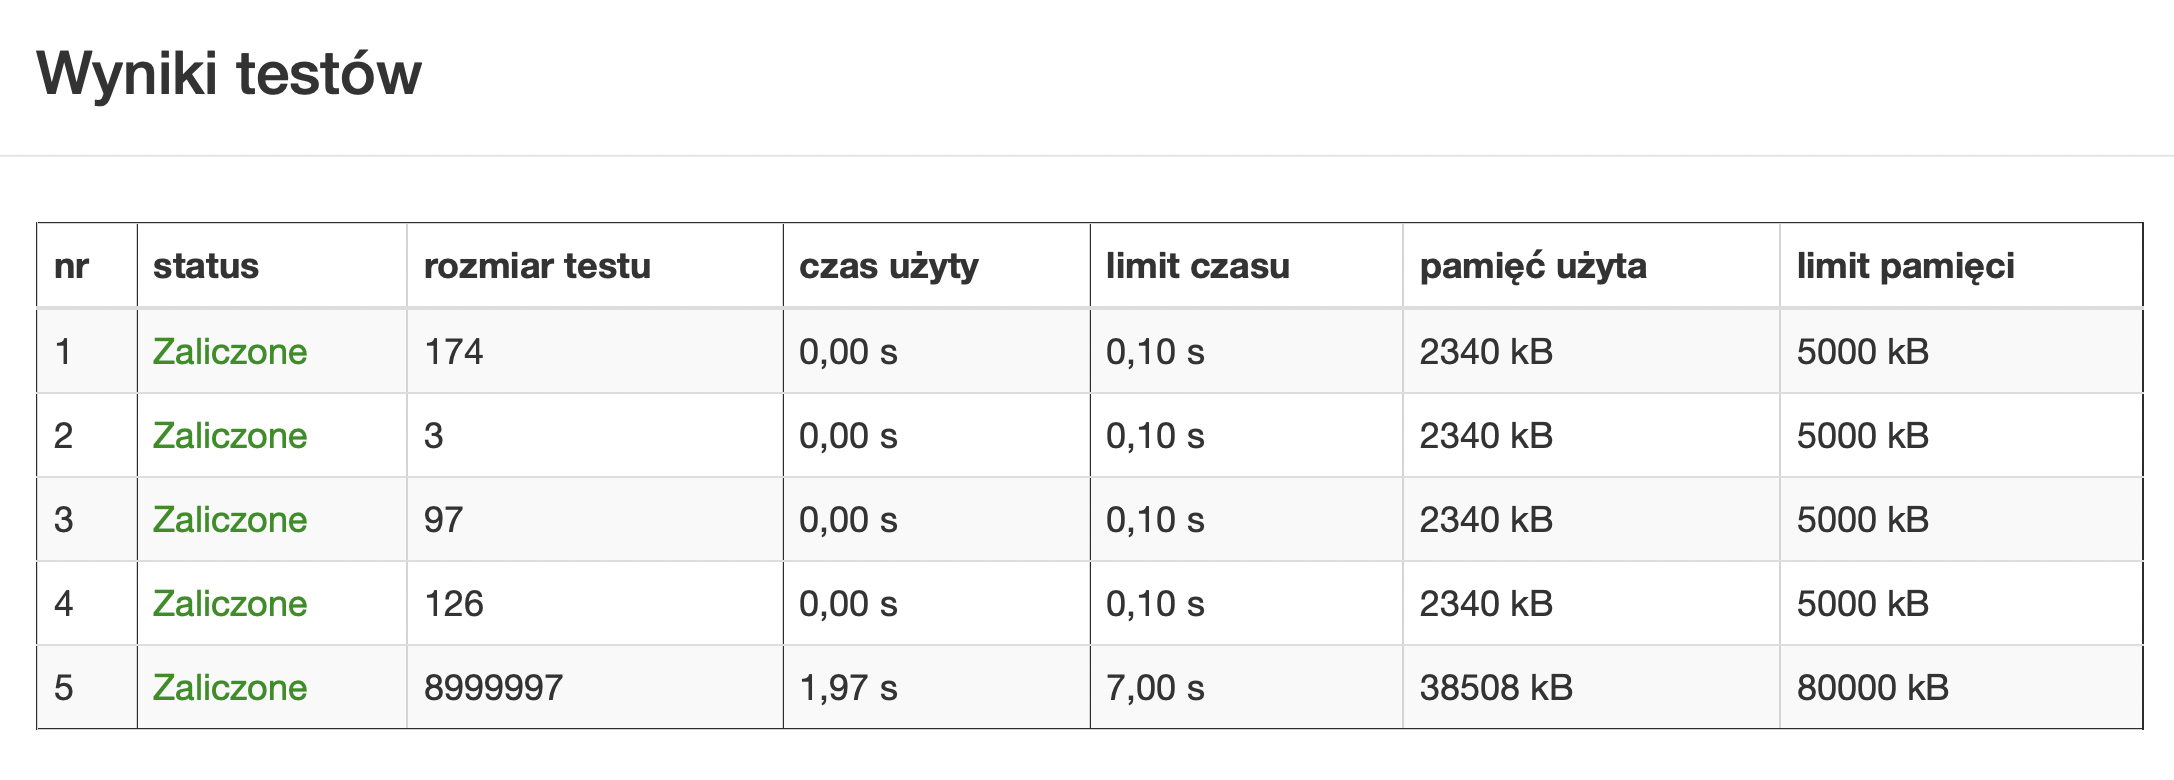 Wyniki testów
nr status rozmiar testu czas użyty limit czasu pamięć użyta limit pamięci
1 Zaliczone 174 0,00 s 0,10 s 2340 kB 5000 kB
2 Zaliczone 3 0,00 s 0,10 s 2340 kB 5000 kB
3 Zaliczone 97 0,00 s 0,10 s 2340 kB 5000 kB
4 Zaliczone 126 0,00 s 0,10 s 2340 kB 5000 kB
5 Zaliczone 8999997 1,97 s 7,00 s 38508 kB 80000 kB